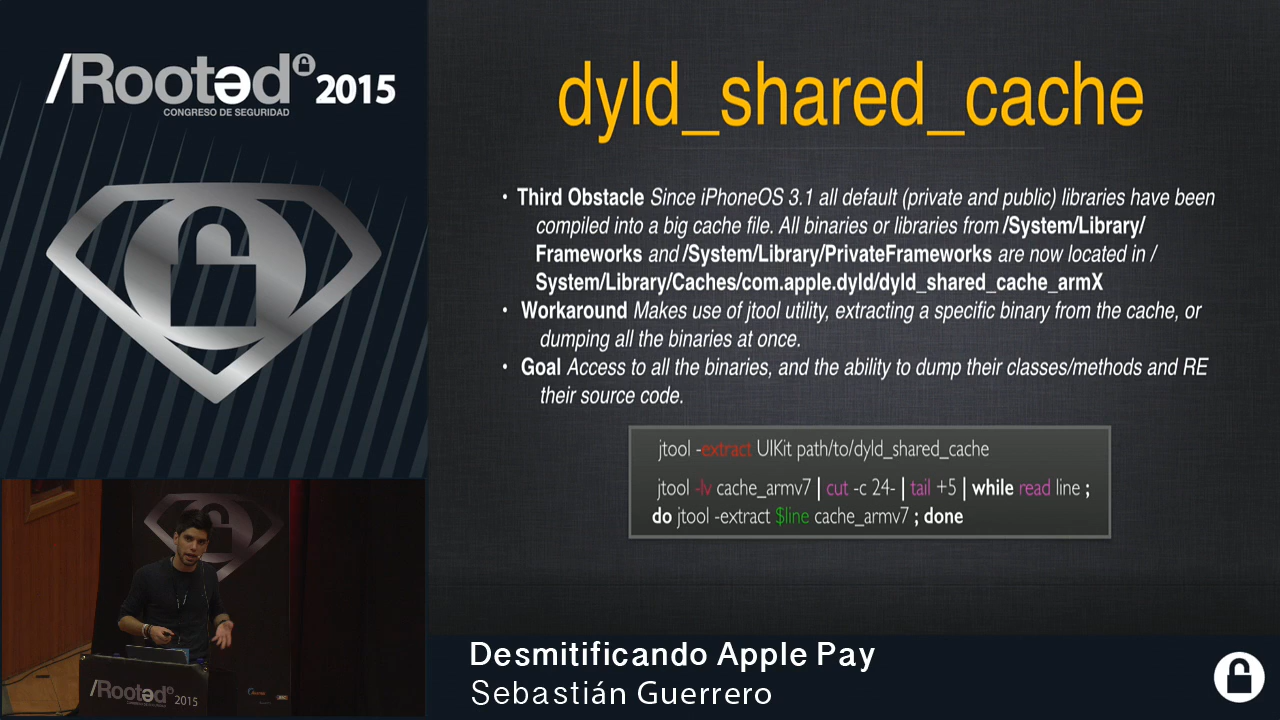 /Rootəd 2015
CONGRESO DE SEGURIDAD
dyld_shared_cache
• Third Obstacle Since iPhoneOS 3.1 all default (private and public) libraries have been
compiled into a big cache file. All binaries or libraries from /System/Library/
Frameworks and /System/Library/PrivateFrameworks are now located in /
System/Library/Caches/com.apple.dyld/dyld_shared_cache_armX
• Workaround Makes use of jtool utility, extracting a specific binary from the cache, or
dumping all the binaries at once.
• Goal Access to all the binaries, and the ability to dump their classes/methods and RE
their source code.
jtool -extract UIKit path/to/dyld_shared_cache
jtool -lv cache_armv7 | cut -c 24- | tail +5 | while read line ;
do jtool -extract $line cache_armv7 ; done
/Rootəd 2015
CONGRESO DE SEGURIDAD
Desmitificando Apple Pay
Sebastián Guerrero